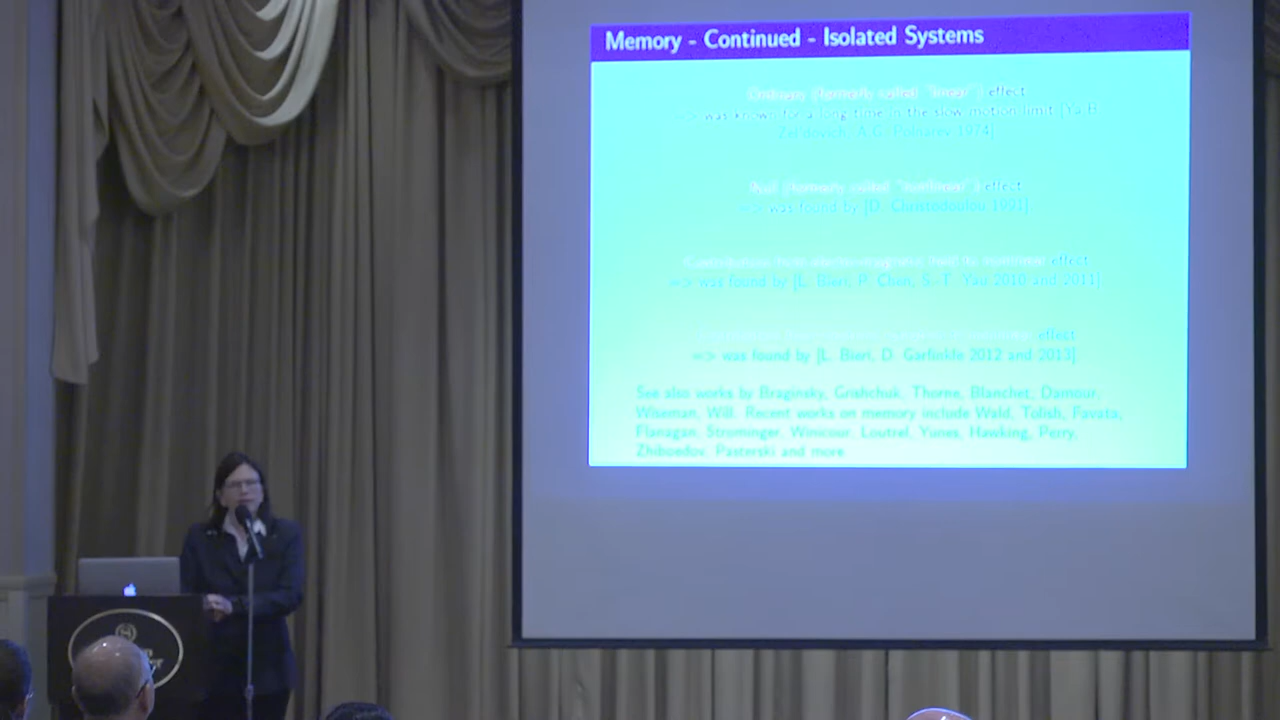 Memory - Continued - Isolated Systems
Ordinary (formerly called "linear") effect
=> was known for a long time in the slow motion limit [Ya.B.
Zel'dovich, A.G. Polnarev 1974]
Null (formerly called "nonlinear") effect
=> was found by [D. Christodoulou 1991]
effect
=> was found by [L. Bieri, P. Chen, S.-T. Yau 2010 and 2011]
effect
=> was found by [L. Bieri, D. Garfinkle 2012 and 2013]
See also works by Braginsky, Grishchuk, Thorne, Blanchet, Damour,
Wiseman, Will. Recent works on memory include Wald, Tolish, Favata,
Flanagan, Strominger, Winicour, Loutrel, Yunes, Hawking, Perry,
Zhiboedov, Pasterski and more.